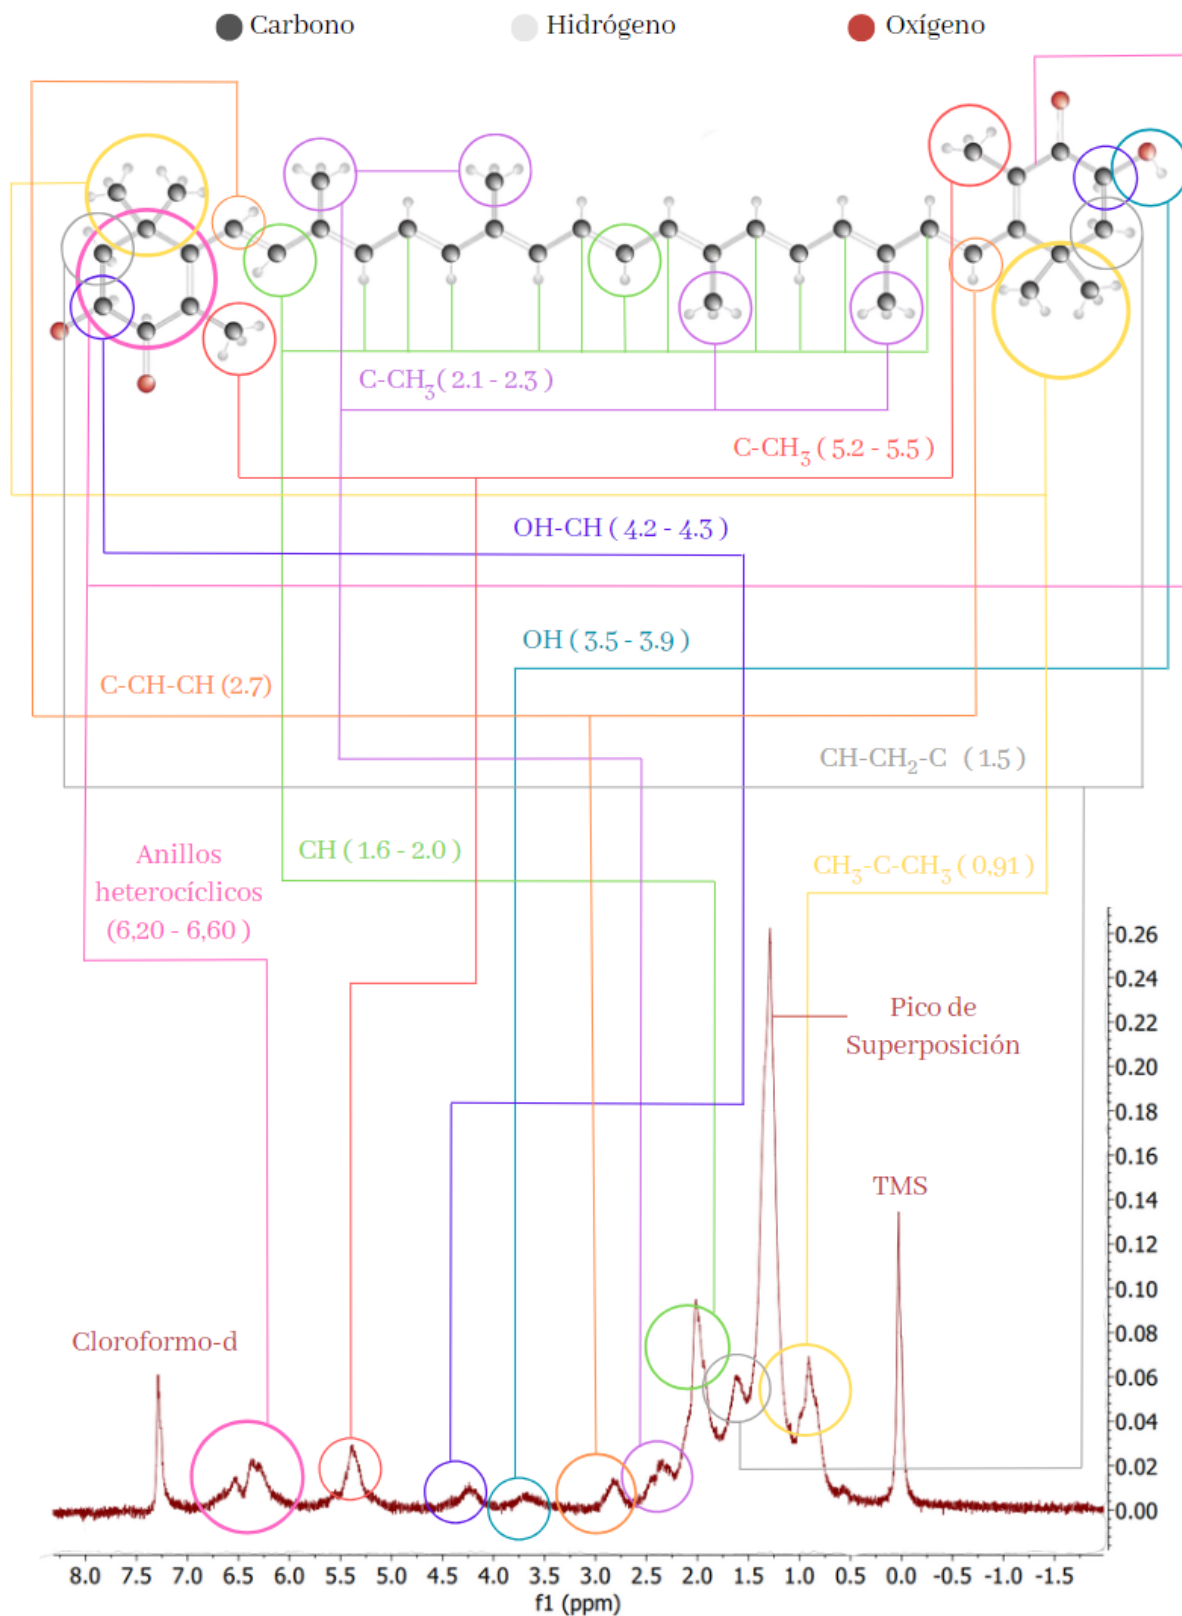 Carbono
Hidrógeno
Oxígeno
C-CH₃( 2.1 - 2.3 )
C-CH₃ ( 5.2 - 5.5 )
OH-CH ( 4.2 - 4.3 )
OH ( 3.5 - 3.9 )
C-CH-CH (2.7)
CH-CH₂-C ( 1.5 )
CH ( 1.6 - 2.0 )
Anillos
heterocíclicos
(6,20 - 6,60 )
CH₃-C-CH₃ ( 0,91 )
Pico de
Superposición
TMS
Cloroformo-d
0.26
0.24
0.22
0.20
0.18
0.16
0.14
0.12
0.10
0.08
0.06
0.04
0.02
0.00
8.0 7.5 7.0 6.5 6.0 5.5 5.0 4.5 4.0 3.5 3.0 2.5 2.0 1.5 1.0 0.5 0.0 -0.5 -1.0 -1.5
f1 (ppm)